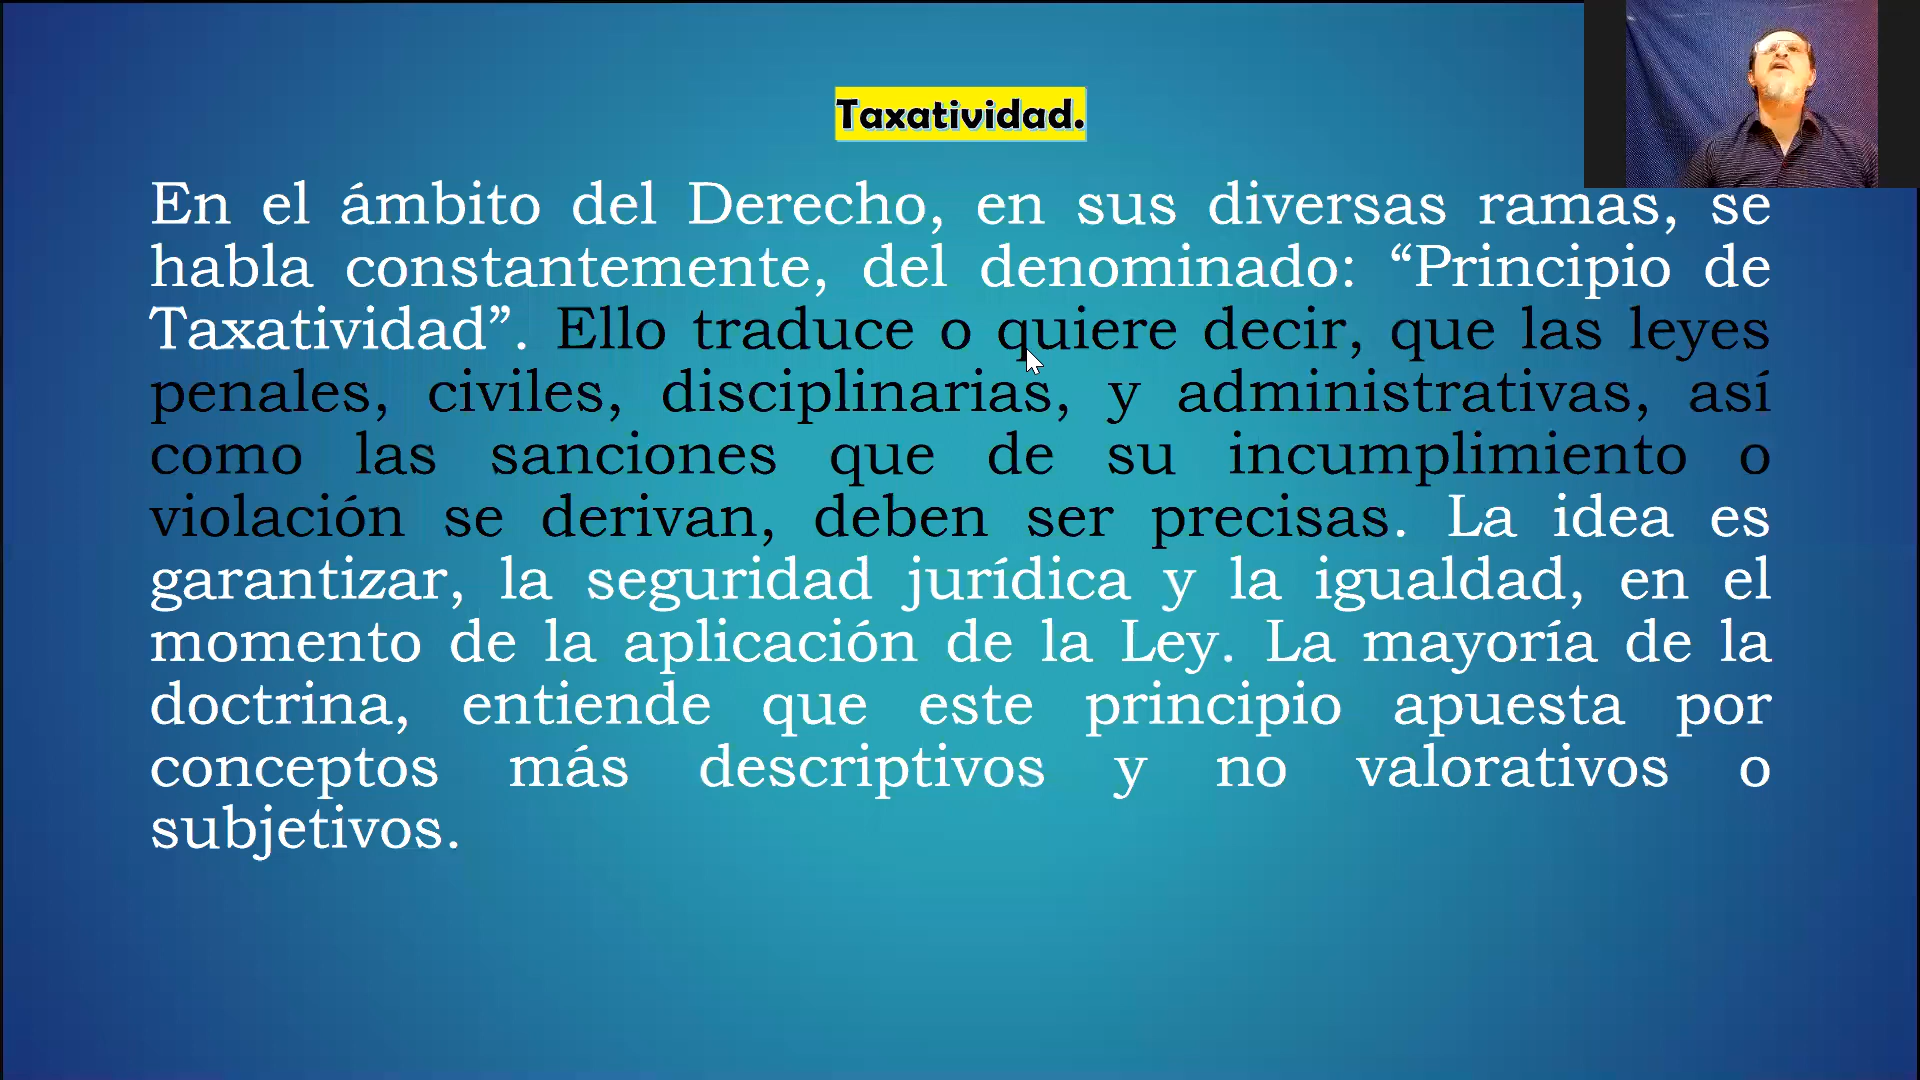 Taxatividad.
En el ámbito del Derecho, en sus diversas ramas, se
habla constantemente, del denominado: “Principio de
Taxatividad”. Ello traduce o quiere decir, que las leyes
penales, civiles, disciplinarias, y administrativas, así
como las sanciones que de su incumplimiento o
violación se derivan, deben ser precisas. La idea es
garantizar, la seguridad jurídica y la igualdad, en el
momento de la aplicación de la Ley. La mayoría de la
doctrina, entiende que este principio apuesta por
conceptos más descriptivos y no valorativos o
subjetivos.